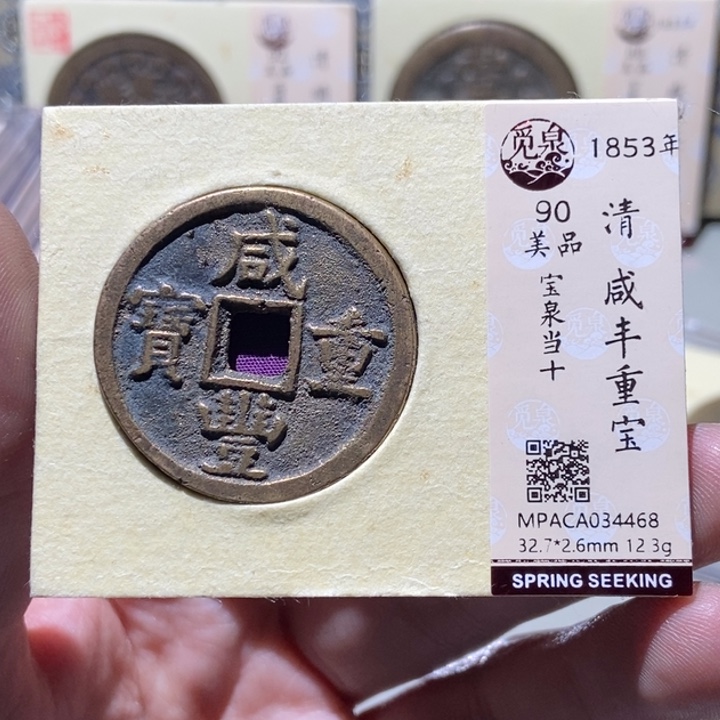 咸
豐
重
寶
觅泉
1853年
清咸丰重宝
90
美品
宝泉当十
MPACA034468
32.7*2.6mm 12.3g
SPRING SEEKING